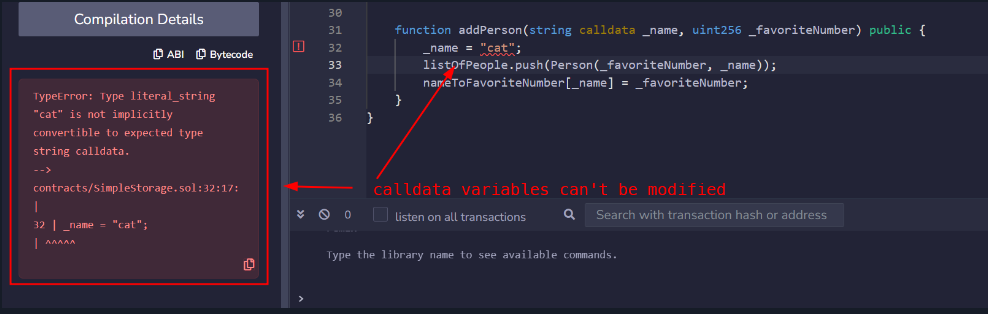 Compilation Details
ABI
Bytecode
TypeError: Type literal_string
"cat" is not implicitly
convertible to expected type
string calldata.
-->
contracts/SimpleStorage.sol:32:17:
|
32 | _name = "cat";
| ^^^^^
30
31 function addPerson(string calldata _name, uint256 _favoriteNumber) public {
32 _name = "cat";
33 listOfPeople.push(Person(_favoriteNumber, _name));
34 nameToFavoriteNumber[_name] = _favoriteNumber;
35 }
36 }
calldata variables can't be modified
0
listen on all transactions
Search with transaction hash or address
Type the library name to see available commands.
>